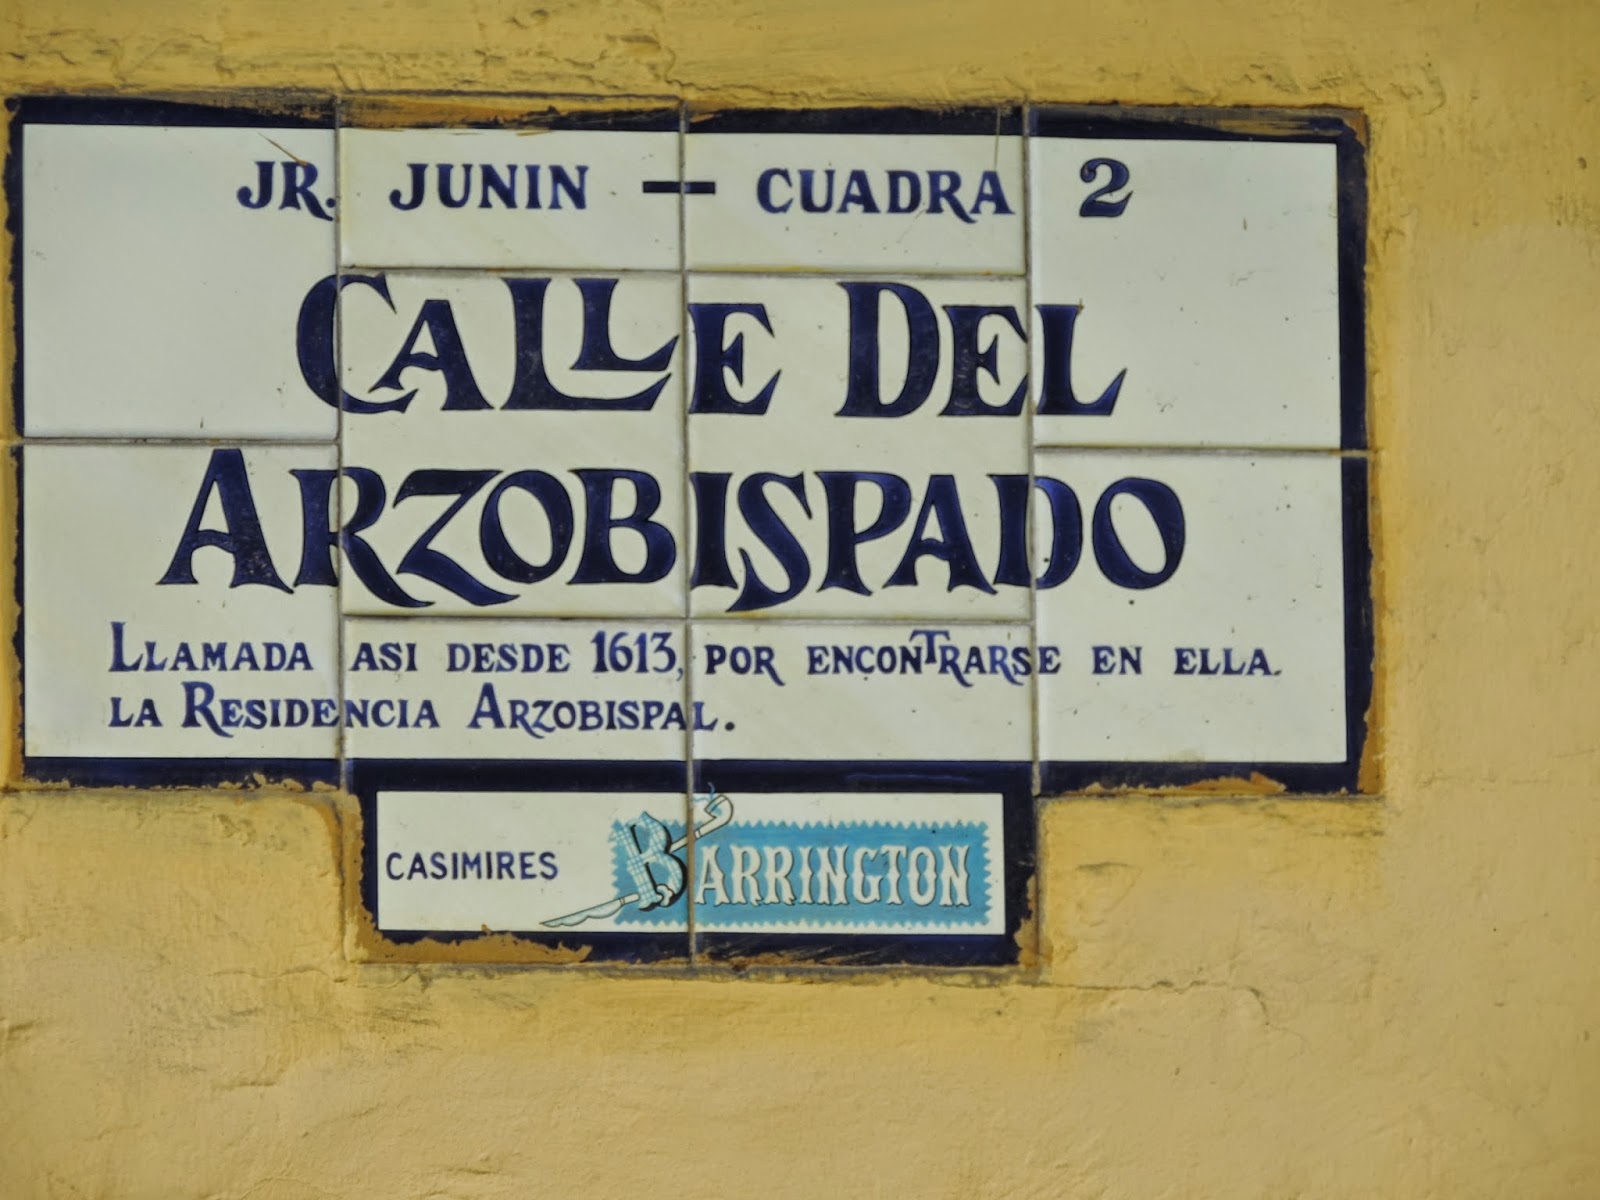 JR. JUNIN — CUADRA 2
CALLE DEL
ARZOBISPADO
LLAMADA ASI DESDE 1613, POR ENCONTRARSE EN ELLA.
LA RESIDENCIA ARZOBISPAL.
CASIMIRES BARRINGTON